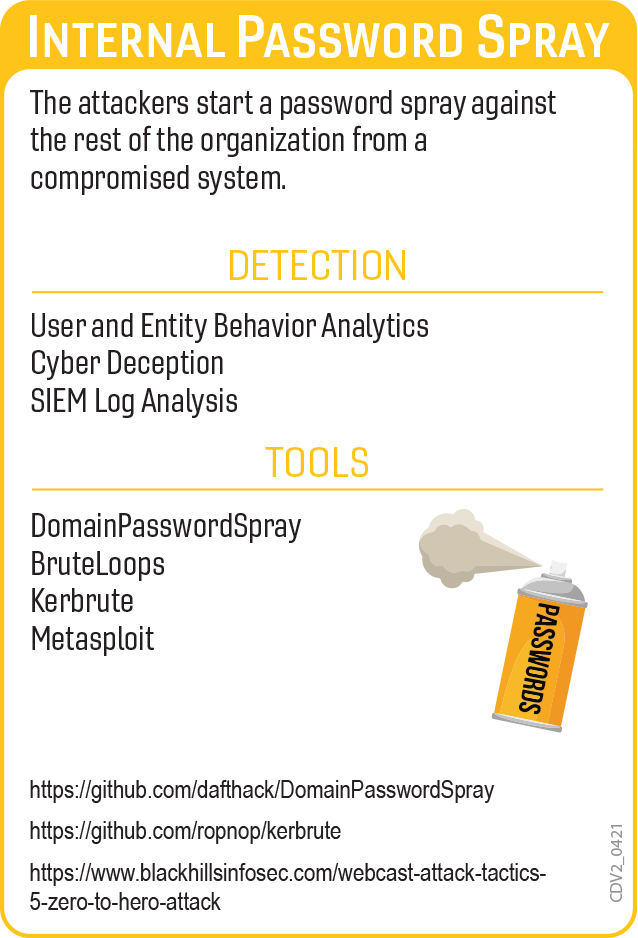 INTERNAL PASSWORD SPRAY
The attackers start a password spray against
the rest of the organization from a
compromised system.
DETECTION
User and Entity Behavior Analytics
Cyber Deception
SIEM Log Analysis
TOOLS
DomainPasswordSpray
BruteLoops
Kerbrute
Metasploit
PASSWORDS
https://github.com/dafthack/DomainPasswordSpray
https://github.com/ropnop/kerbrute
https://www.blackhillsinfosec.com/webcast-attack-tactics-
5-zero-to-hero-attack
CDV2_0421